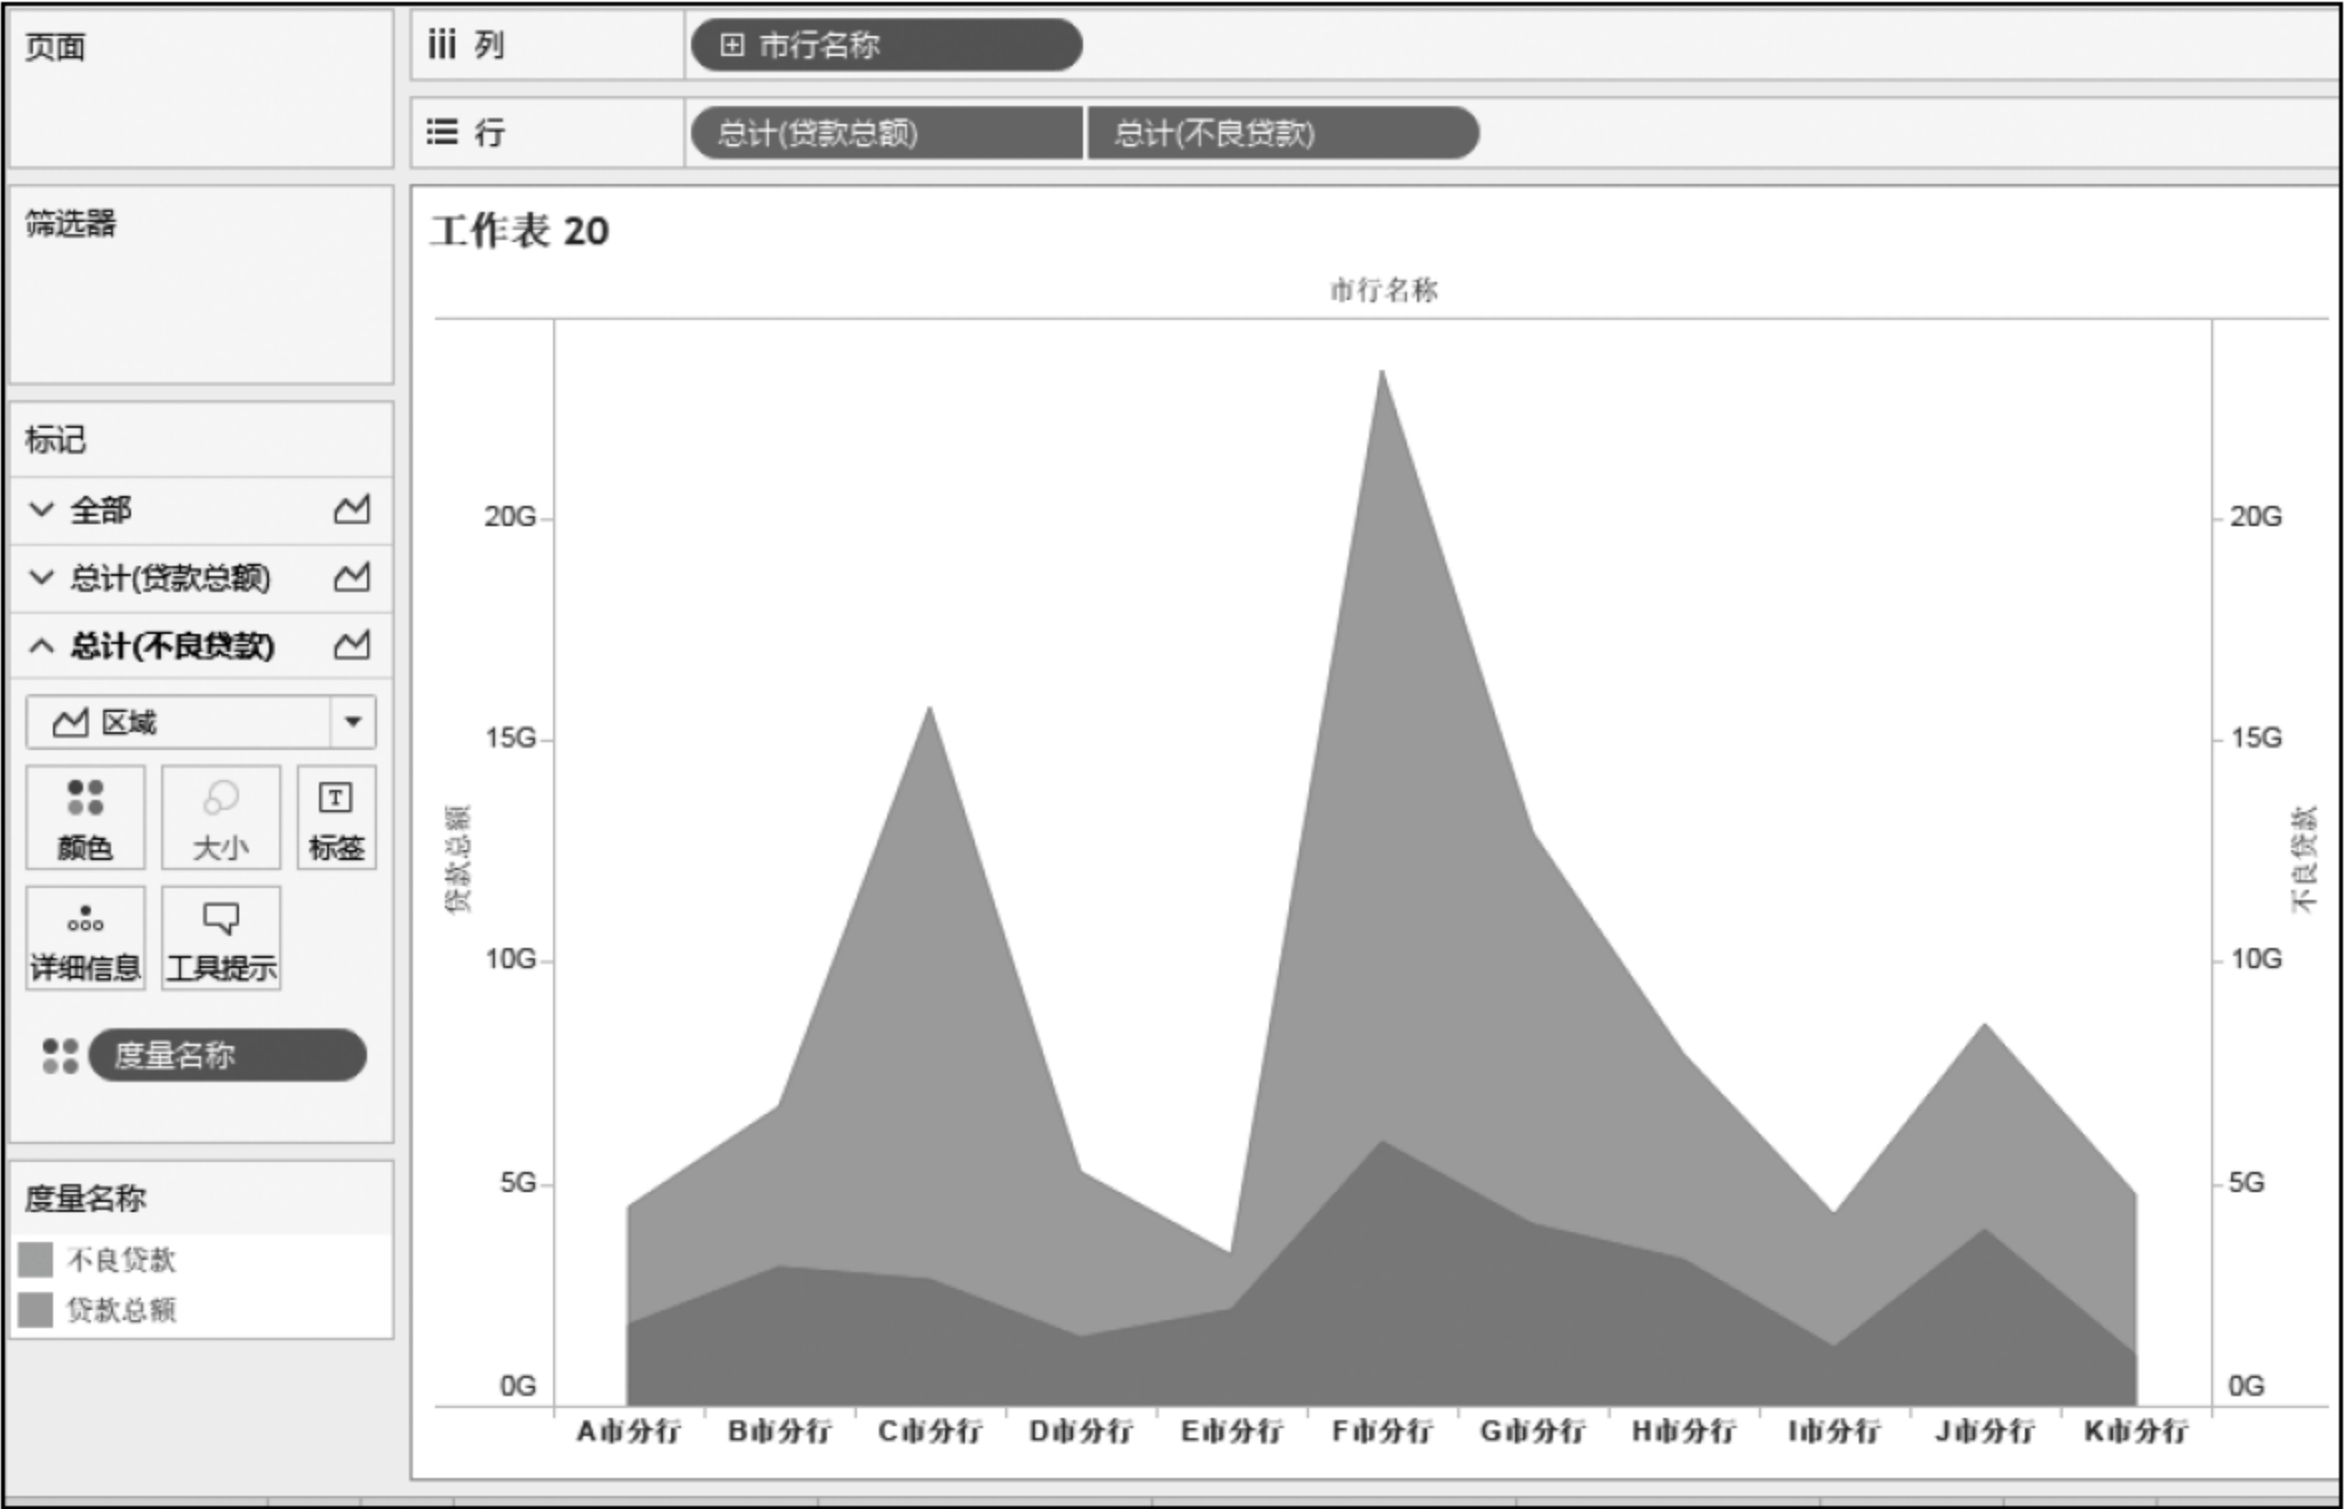 页面
iii 列
市行名称
行
总计(贷款总额)
总计(不良贷款)
筛选器
标记
全部
总计(贷款总额)
总计(不良贷款)
区域
颜色
大小
T
标签
详细信息
工具提示
度量名称
度量名称
不良贷款
贷款总额
工作表 20
市行名称
贷款总额
20G
15G
10G
5G
0G
20G
15G
10G
5G
0G
不良贷款
A市分行 B市分行 C市分行 D市分行 E市分行 F市分行 G市分行 H市分行 I市分行 J市分行 K市分行